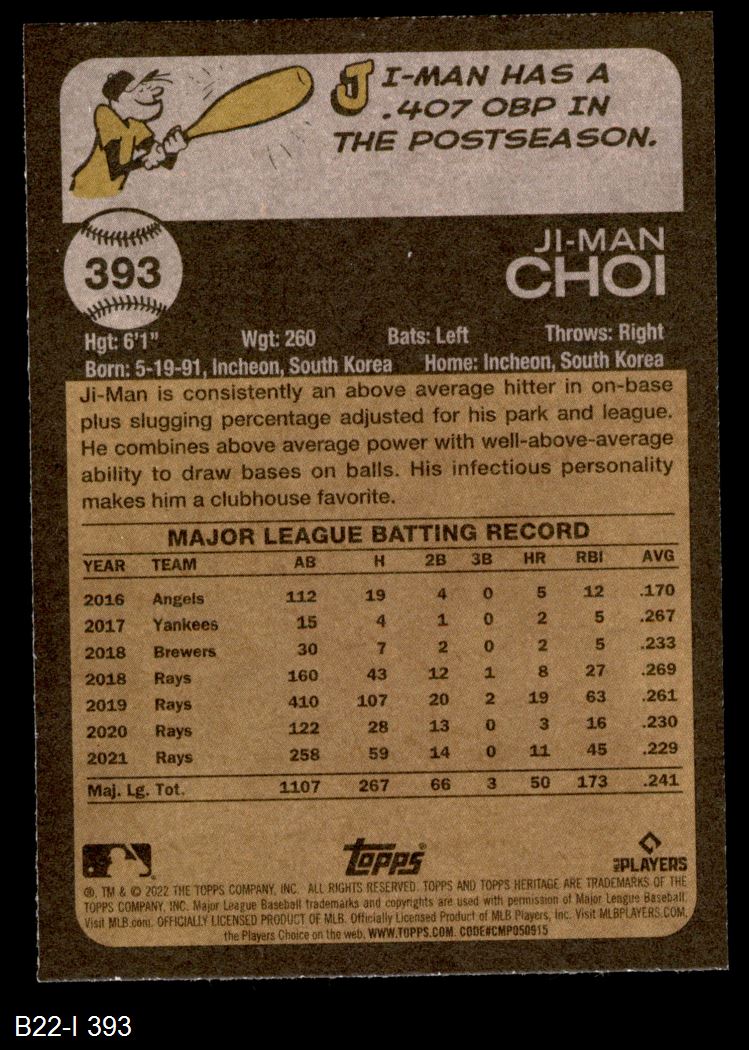 JI-MAN HAS A
.407 OBP IN
THE POSTSEASON.
393
JI-MAN
CHOI
Hgt: 6'1" Wgt: 260 Bats: Left Throws: Right
Born: 5-19-91, Incheon, South Korea Home: Incheon, South Korea
Ji-Man is consistently an above average hitter in on-base
plus slugging percentage adjusted for his park and league.
He combines above average power with well-above-average
ability to draw bases on balls. His infectious personality
makes him a clubhouse favorite.
MAJOR LEAGUE BATTING RECORD
YEAR TEAM AB H 2B 3B HR RBI AVG
2016 Angels 112 19 4 0 5 12 .170
2017 Yankees 15 4 1 0 2 5 .267
2018 Brewers 30 7 2 0 2 5 .233
2018 Rays 160 43 12 1 8 27 .269
2019 Rays 410 107 20 2 19 63 .261
2020 Rays 122 28 13 0 3 16 .230
2021 Rays 258 59 14 0 11 45 .229
Maj. Lg. Tot. 1107 267 66 3 50 173 .241
Topps
MLB PLAYERS
®, TM & © 2022 THE TOPPS COMPANY, INC. ALL RIGHTS RESERVED. TOPPS AND TOPPS HERITAGE ARE TRADEMARKS OF THE
TOPPS COMPANY, INC. Major League Baseball trademarks and copyrights are used with permission of Major League Baseball.
Visit MLB.com. OFFICIALLY LICENSED PRODUCT OF MLB. Officially Licensed Product of MLB Players, Inc. Visit MLBPLAYERS.COM,
the Players Choice on the web. WWW.TOPPS.COM. CODE#CMP050915
B22-I 393